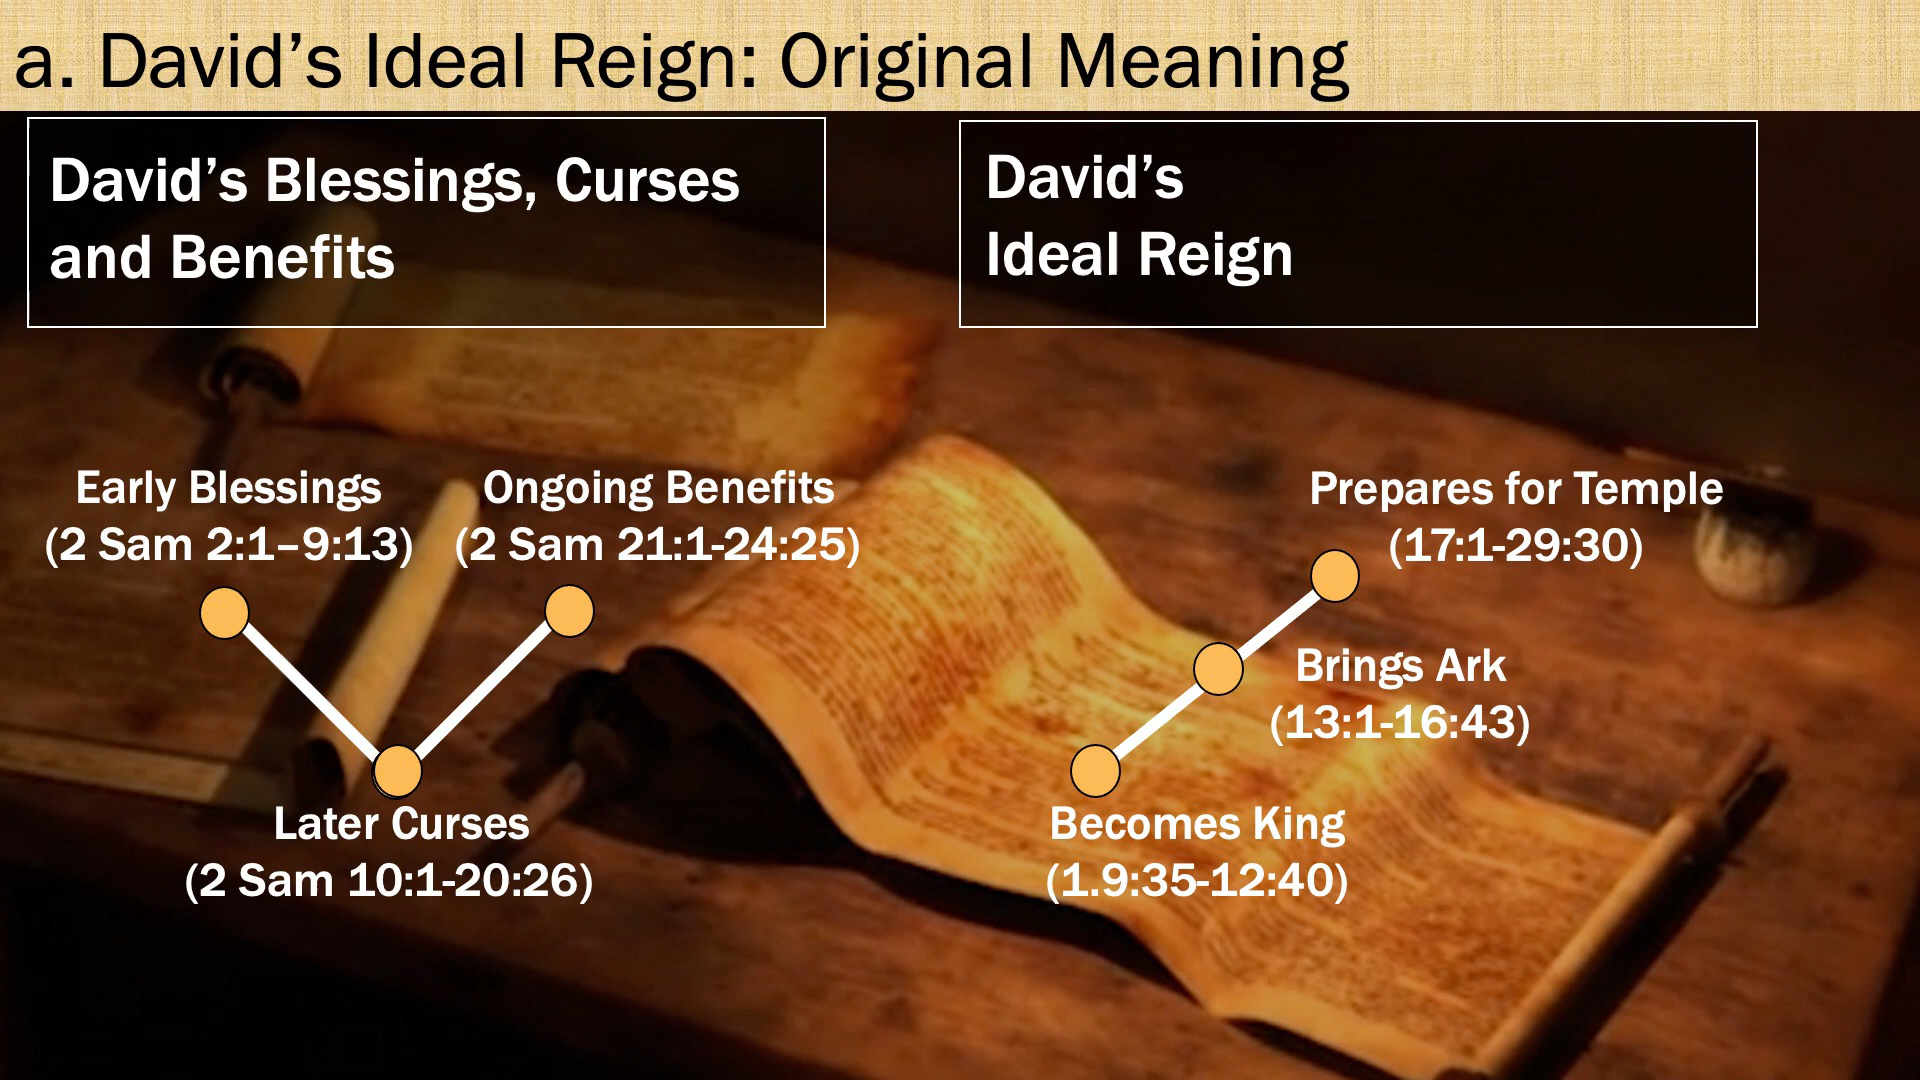 a. David’s Ideal Reign: Original Meaning
David’s Blessings, Curses
and Benefits
Early Blessings
(2 Sam 2:1–9:13)
Ongoing Benefits
(2 Sam 21:1-24:25)
Later Curses
(2 Sam 10:1-20:26)
David’s
Ideal Reign
Prepares for Temple
(17:1-29:30)
Brings Ark
(13:1-16:43)
Becomes King
(1.9:35-12:40)